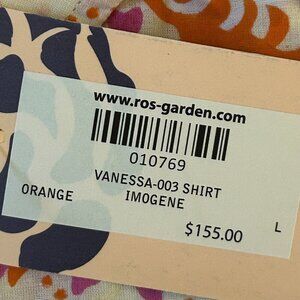 www.ros-garden.com
010769
VANESSA-003 SHIRT
ORANGE IMOGENE L
$155.00